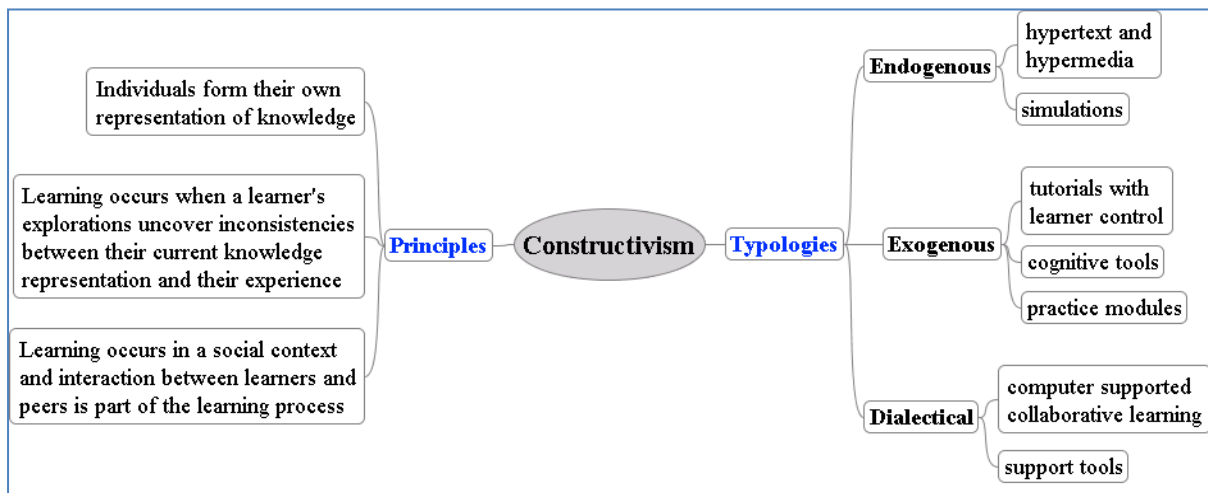 Individuals form their own
representation of knowledge
Learning occurs when a learner's
explorations uncover inconsistencies
between their current knowledge
representation and their experience
Learning occurs in a social context
and interaction between learners and
peers is part of the learning process
Principles
Constructivism
Typologies
Endogenous
hypertext and
hypermedia
simulations
Exogenous
tutorials with
learner control
cognitive tools
practice modules
Dialectical
computer supported
collaborative learning
support tools